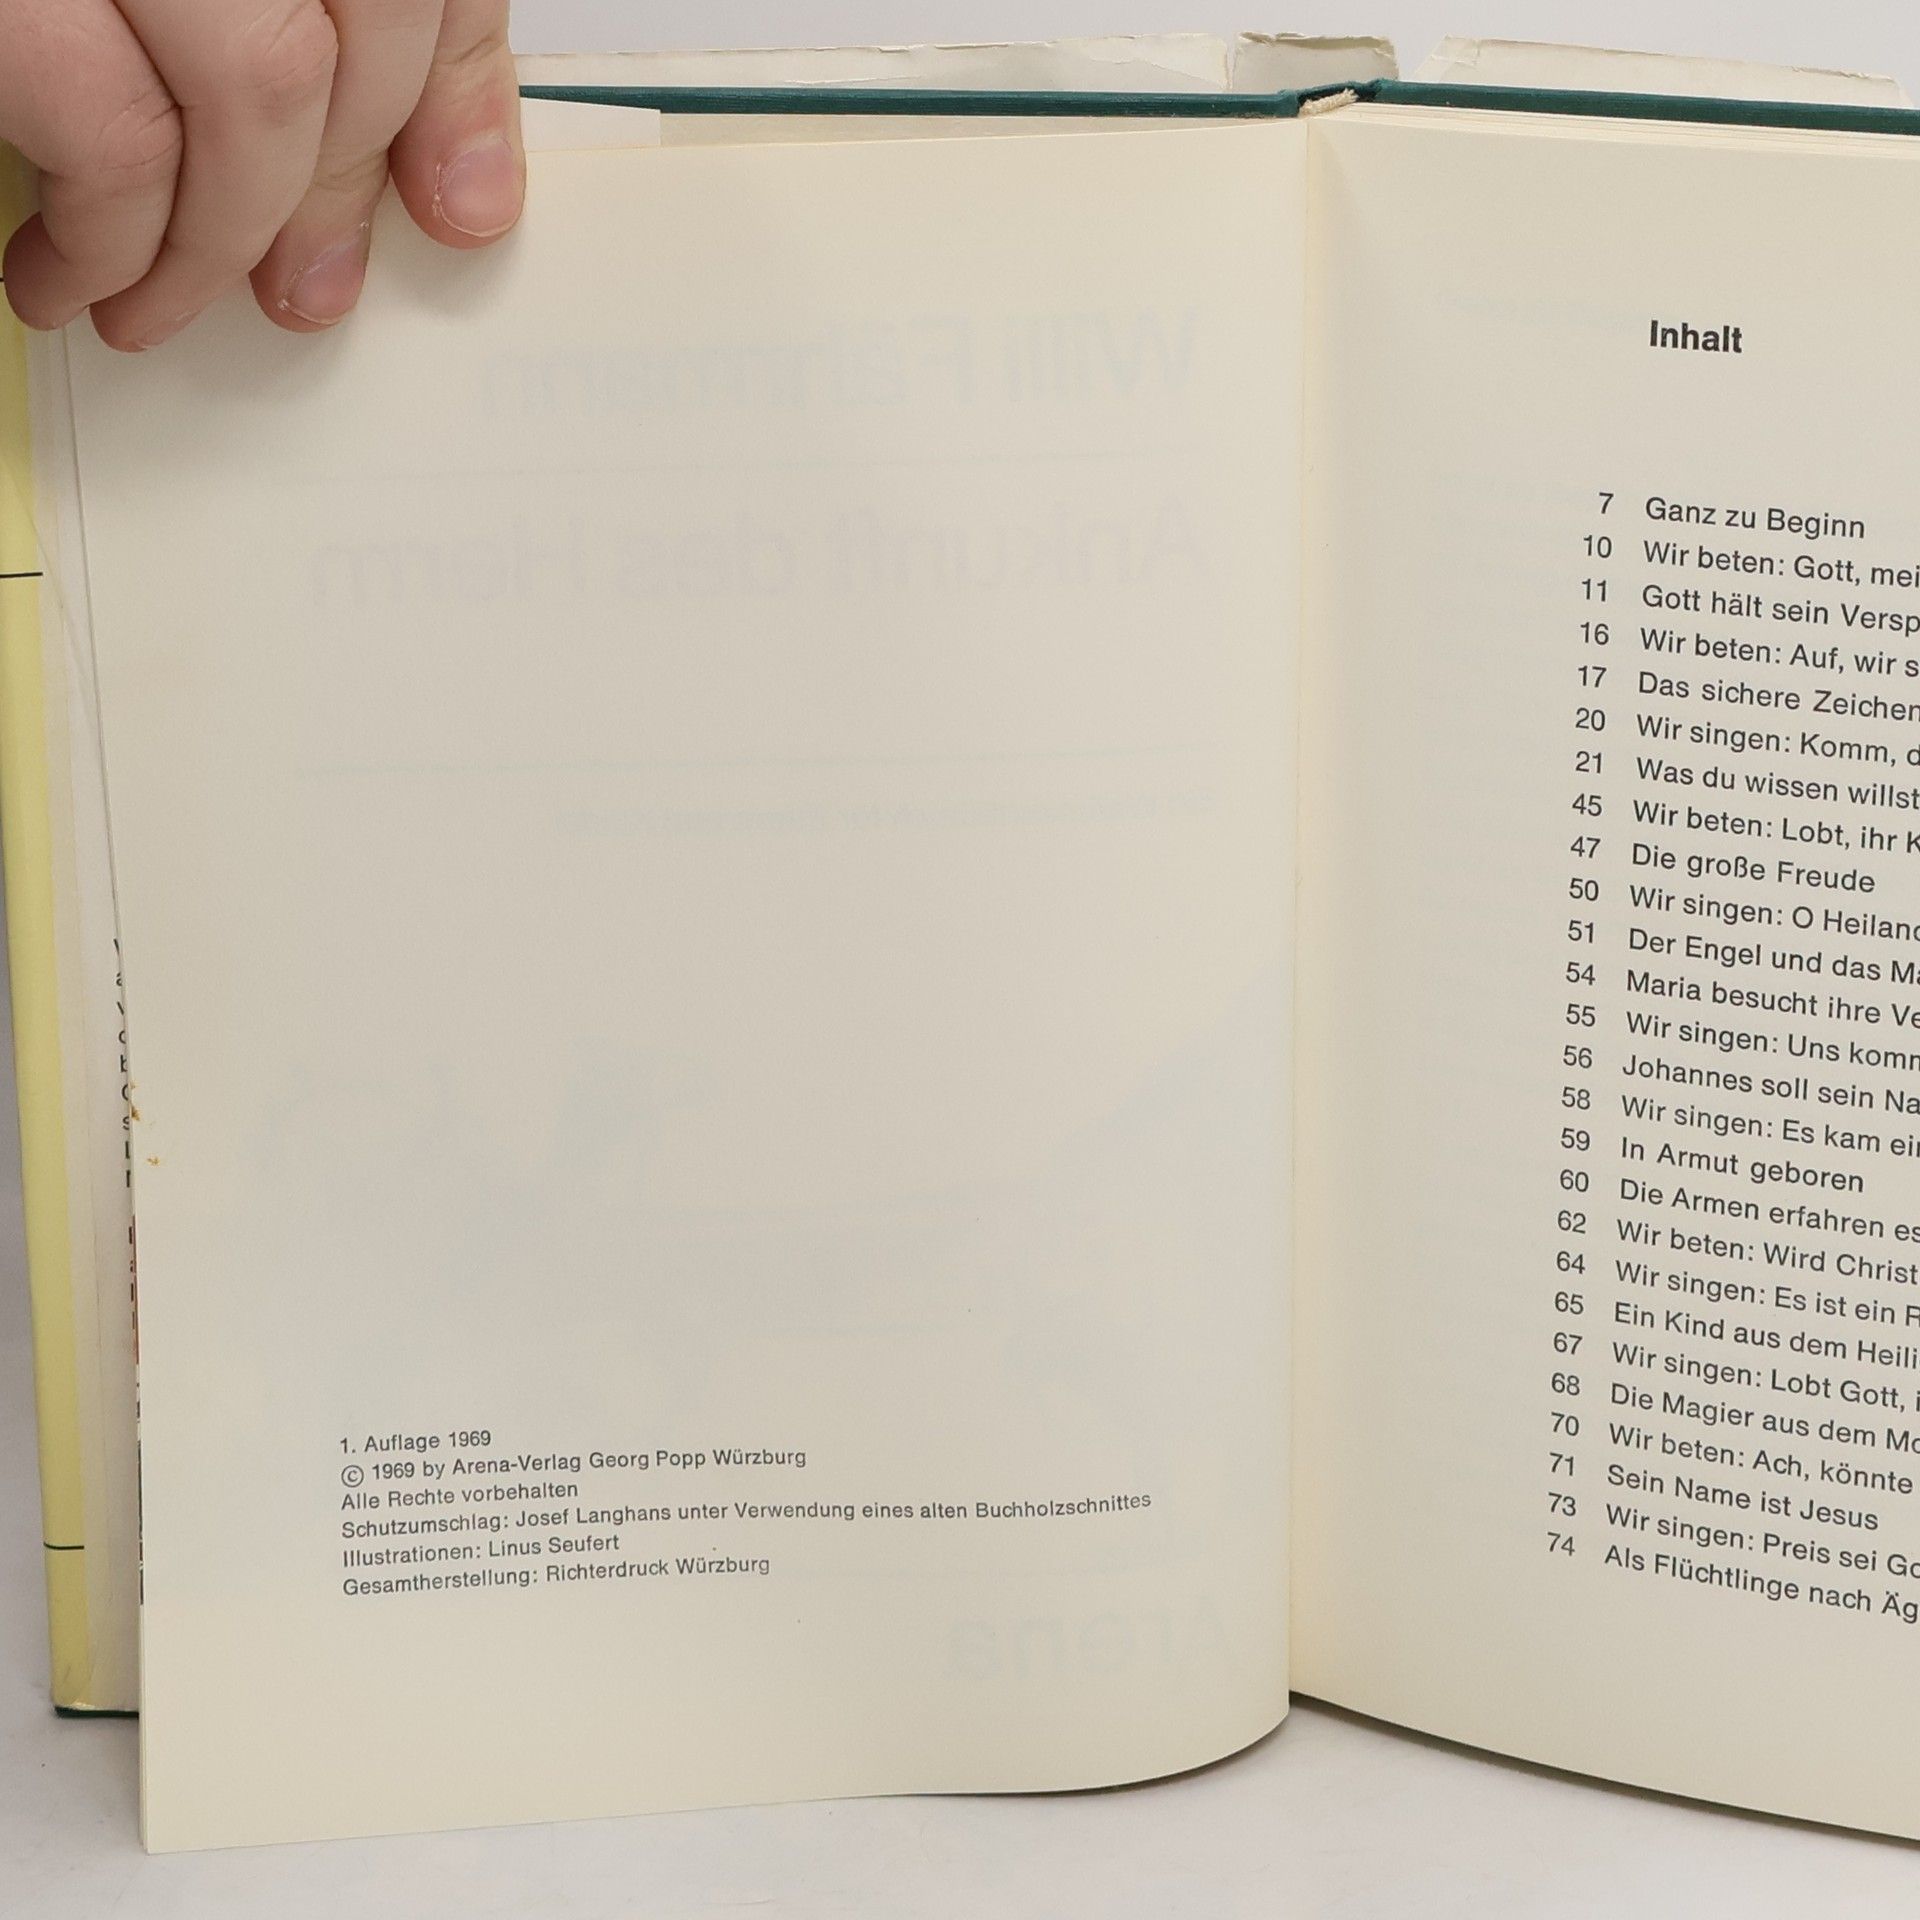 1. Auflage 1969
© 1969 by Arena-Verlag Georg Popp Würzburg
Alle Rechte vorbehalten
Schutzumschlag: Josef Langhans unter Verwendung eines alten Buchholzschnittes
Illustrationen: Linus Seufert
Gesamtherstellung: Richterdruck Würzburg
Inhalt
7 Ganz zu Beginn
10 Wir beten: Gott, mei
11 Gott hält sein Versp
16 Wir beten: Auf, wir s
17 Das sichere Zeichen
20 Wir singen: Komm, d
21 Was du wissen willst
45 Wir beten: Lobt, ihr K
47 Die große Freude
50 Wir singen: O Heiland
51 Der Engel und das Mä
54 Maria besucht ihre Ve
55 Wir singen: Uns komm
56 Johannes soll sein Na
58 Wir singen: Es kam ein
59 In Armut geboren
60 Die Armen erfahren es
62 Wir beten: Wird Christ
64 Wir singen: Es ist ein R
65 Ein Kind aus dem Heili
67 Wir singen: Lobt Gott, i
68 Die Magier aus dem Mo
70 Wir beten: Ach, könnte
71 Sein Name ist Jesus
73 Wir singen: Preis sei Go
74 Als Flüchtlinge nach Äg